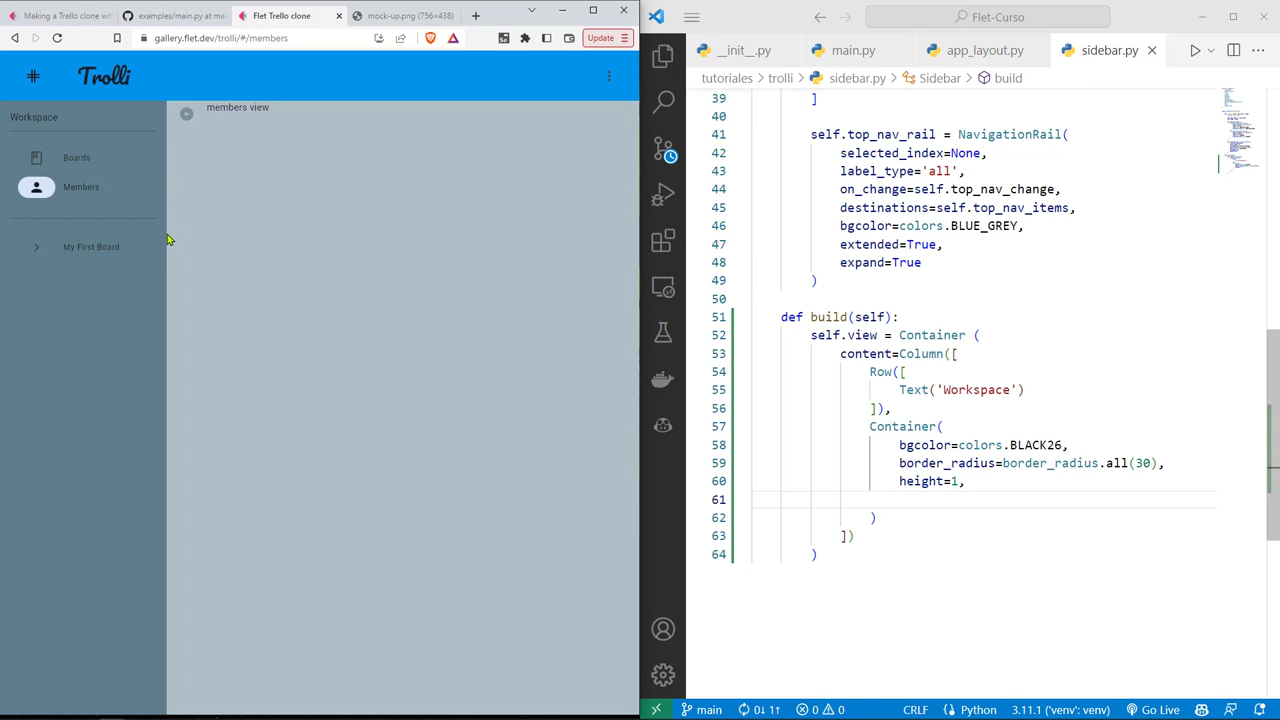 Making a Trello clone with
examples/main.py at ma
Flet Trello clone
mock-up.png (756×438)
gallery.flet.dev/trolli/#/members
Update
Trolli
Workspace
Boards
Members
My First Board
members view
Flet-Curso
__init__.py
main.py
app_layout.py
sidebar.py
tutoriales > trolli > sidebar.py > Sidebar > build
39 ]
40
41 self.top_nav_rail = NavigationRail(
42 selected_index=None,
43 label_type='all',
44 on_change=self.top_nav_change,
45 destinations=self.top_nav_items,
46 bgcolor=colors.BLUE_GREY,
47 extended=True,
48 expand=True
49 )
50
51 def build(self):
52 self.view = Container (
53 content=Column([
54 Row([
55 Text('Workspace')
56 ]),
57 Container(
58 bgcolor=colors.BLACK26,
59 border_radius=border_radius.all(30),
60 height=1,
61
62 )
63 ])
64 )
main 0↓ 1↑ 0 0 CRLF Python 3.11.1 ('venv': venv) Go Live